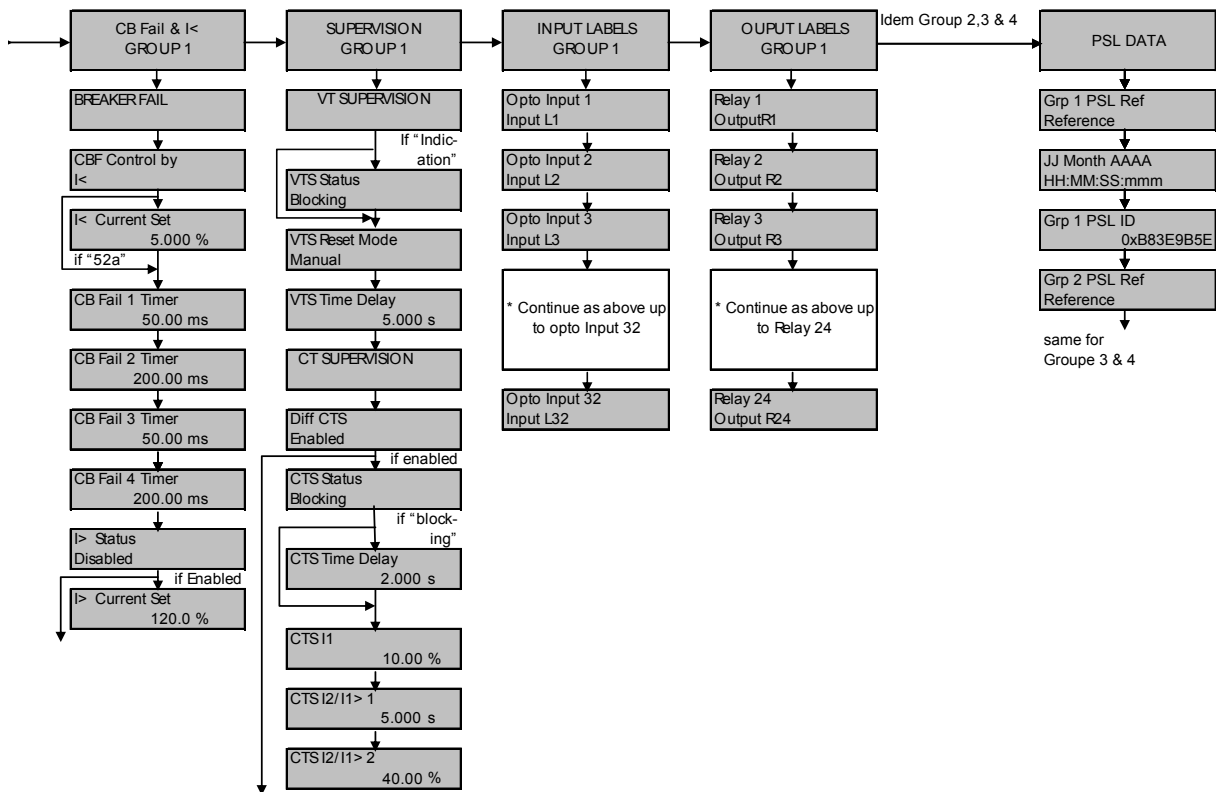 CB Fail & I<
GROUP 1
BREAKER FAIL
CBF Control by
I<
I< Current Set
5.000 %
if "52a"
CB Fail 1 Timer
50.00 ms
CB Fail 2 Timer
200.00 ms
CB Fail 3 Timer
50.00 ms
CB Fail 4 Timer
200.00 ms
I> Status
Disabled
if Enabled
I> Current Set
120.0 %
SUPERVISION
GROUP 1
VT SUPERVISION
If "Indic-
ation"
VTS Status
Blocking
VTS Reset Mode
Manual
VTS Time Delay
5.000 s
CT SUPERVISION
Diff CTS
Enabled
if enabled
CTS Status
Blocking
if "block-
ing"
CTS Time Delay
2.000 s
CTS I1
10.00 %
CTS I2/I1> 1
5.000 s
CTS I2/I1> 2
40.00 %
INPUT LABELS
GROUP 1
Opto Input 1
Input L1
Opto Input 2
Input L2
Opto Input 3
Input L3
* Continue as above up
to opto Input 32
Opto Input 32
Input L32
OUPUT LABELS
GROUP 1
Relay 1
OutputR1
Relay 2
Output R2
Relay 3
Output R3
* Continue as above up
to Relay 24
Relay 24
Output R24
Idem Group 2,3 & 4
PSL DATA
Grp 1 PSL Ref
Reference
JJ Month AAAA
HH:MM:SS:mmm
Grp 1 PSL ID
0xB83E9B5E
Grp 2 PSL Ref
Reference
same for
Groupe 3 & 4